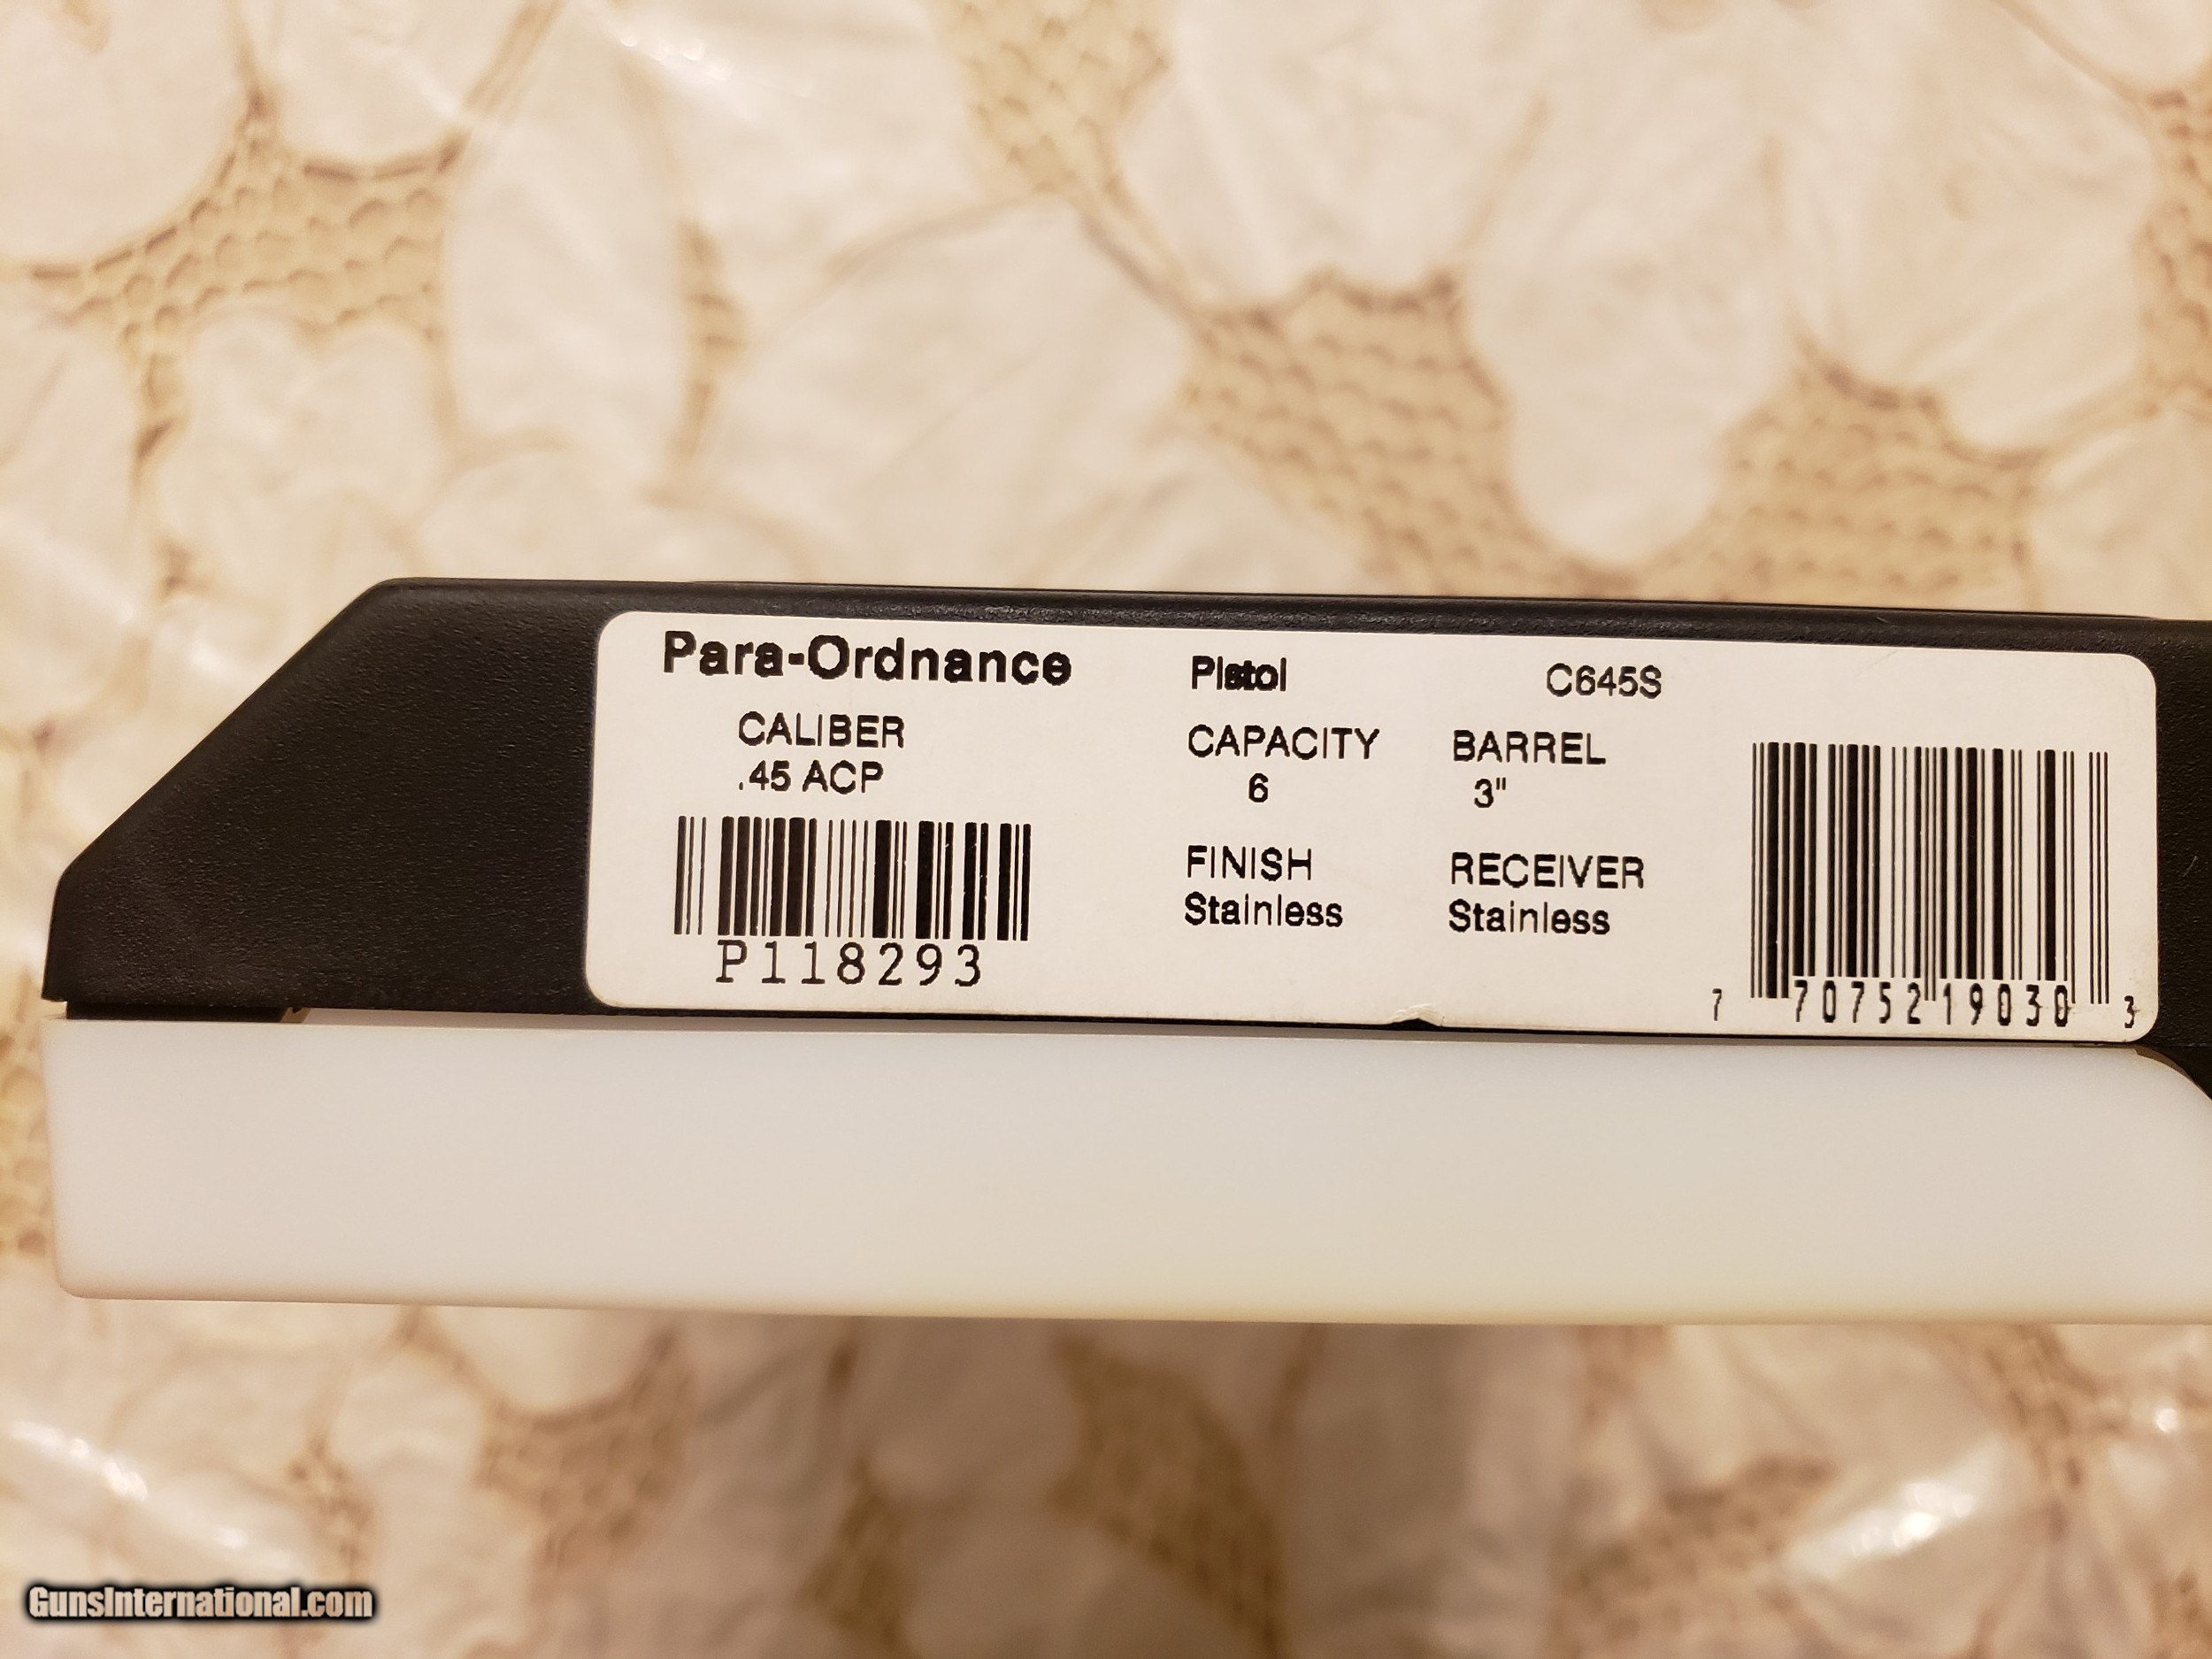 Para-Ordnance Pistol C645S
CALIBER CAPACITY BARREL
.45 ACP 6 3"
FINISH RECEIVER
Stainless Stainless
P118293
7 70752 19030 3
GunsInternational.com